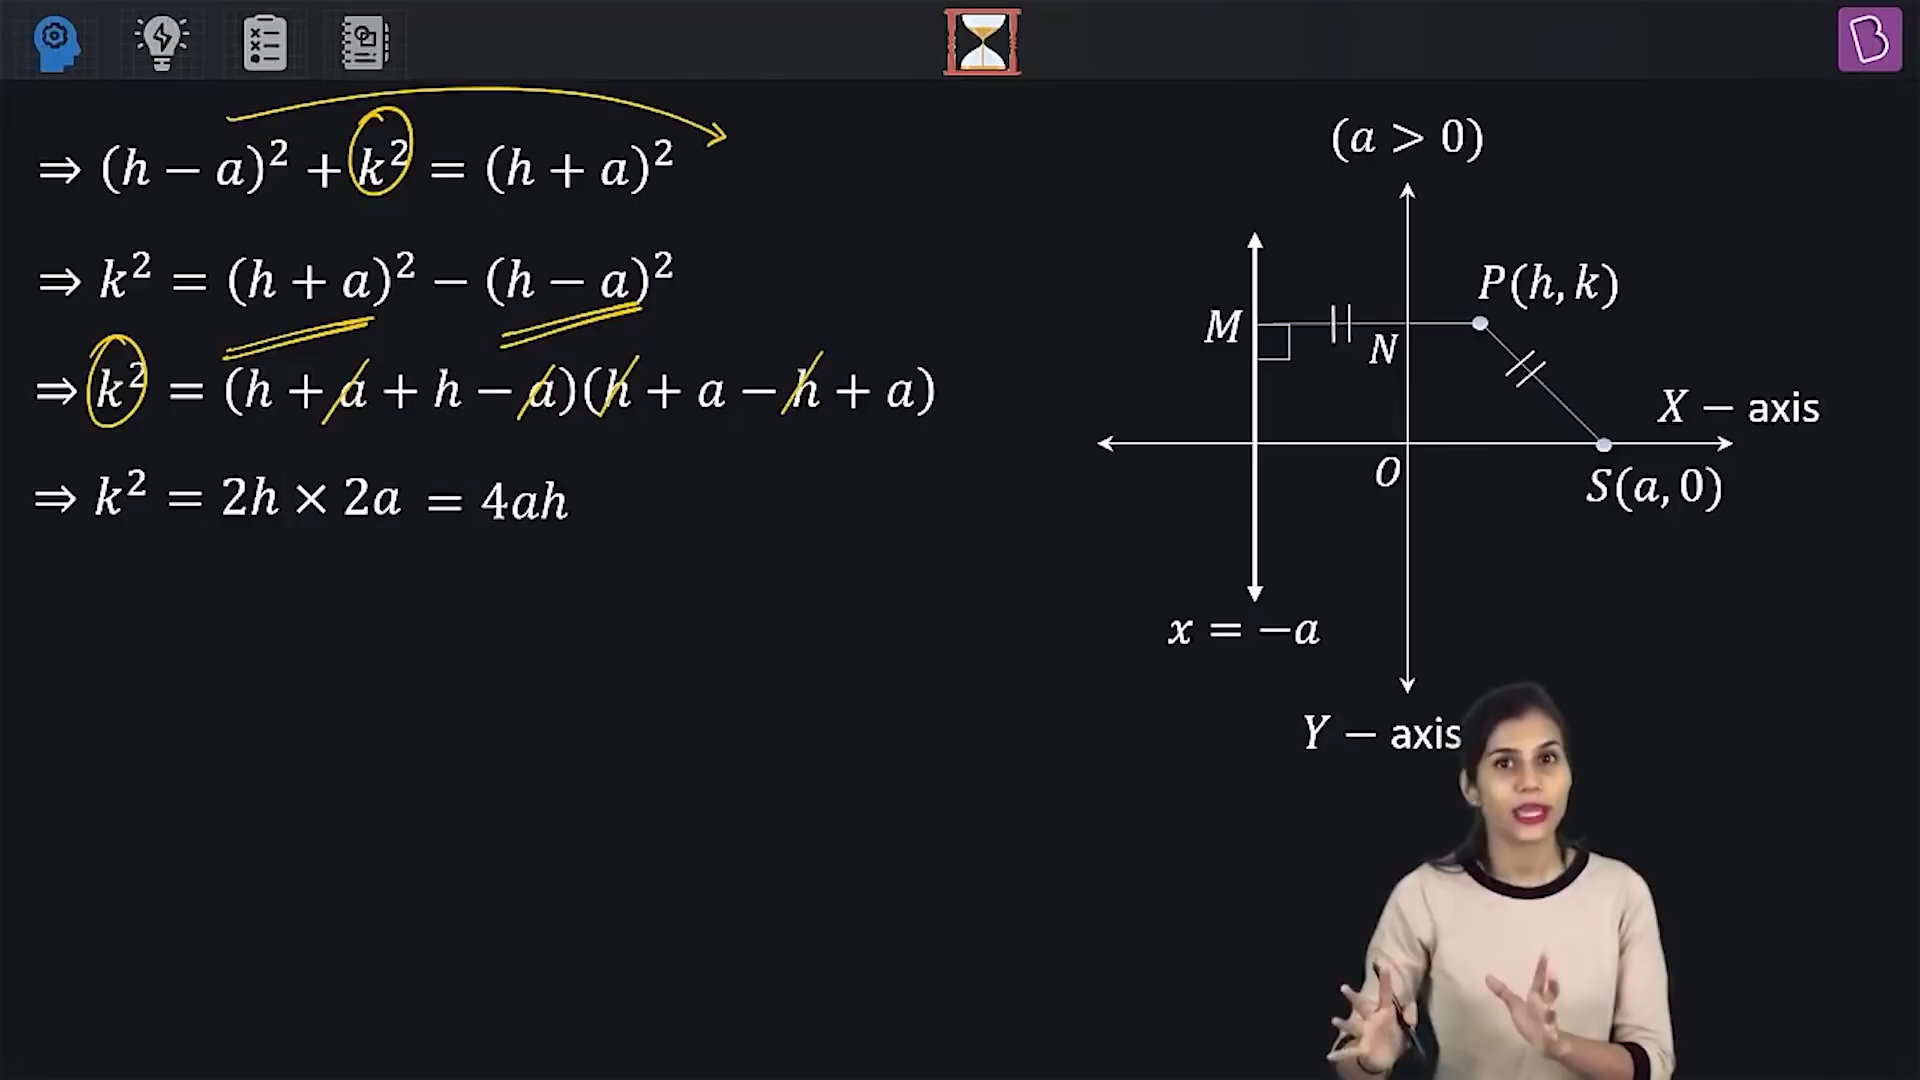 ⇒ (h − a)² + k² = (h + a)²
⇒ k² = (h + a)² − (h − a)²
⇒ k² = (h + a + h − a)(h + a − h + a)
⇒ k² = 2h × 2a = 4ah
(a > 0)
P(h, k)
M
N
X − axis
O
S(a, 0)
x = −a
Y − axis
B